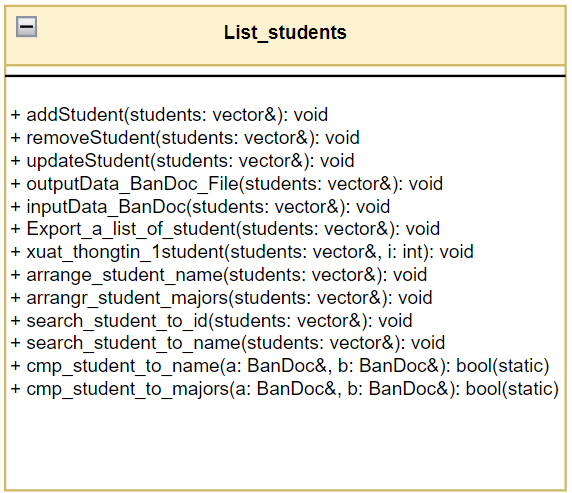 List_students
+ addStudent(students: vector&): void
+ removeStudent(students: vector&): void
+ updateStudent(students: vector&): void
+ outputData_BanDoc_File(students: vector&): void
+ inputData_BanDoc(students: vector&): void
+ Export_a_list_of_student(students: vector&): void
+ xuat_thongtin_1student(students: vector&, i: int): void
+ arrange_student_name(students: vector&): void
+ arrangr_student_majors(students: vector&): void
+ search_student_to_id(students: vector&): void
+ search_student_to_name(students: vector&): void
+ cmp_student_to_name(a: BanDoc&, b: BanDoc&): bool(static)
+ cmp_student_to_majors(a: BanDoc&, b: BanDoc&): bool(static)